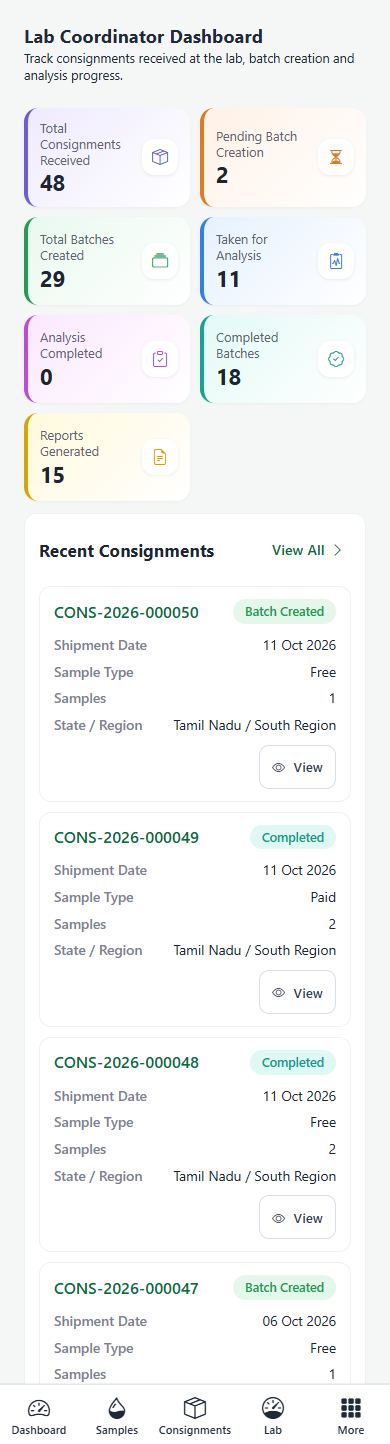 Lab Coordinator Dashboard
Track consignments received at the lab, batch creation and
analysis progress.
Total
Consignments
Received
48
Pending Batch
Creation
2
Total Batches
Created
29
Taken for
Analysis
11
Analysis
Completed
0
Completed
Batches
18
Reports
Generated
15
Recent Consignments
View All
CONS-2026-000050
Batch Created
Shipment Date 11 Oct 2026
Sample Type Free
Samples 1
State / Region Tamil Nadu / South Region
View
CONS-2026-000049
Completed
Shipment Date 11 Oct 2026
Sample Type Paid
Samples 2
State / Region Tamil Nadu / South Region
View
CONS-2026-000048
Completed
Shipment Date 11 Oct 2026
Sample Type Free
Samples 2
State / Region Tamil Nadu / South Region
View
CONS-2026-000047
Batch Created
Shipment Date 06 Oct 2026
Sample Type Free
Samples 1
Dashboard Samples Consignments Lab More